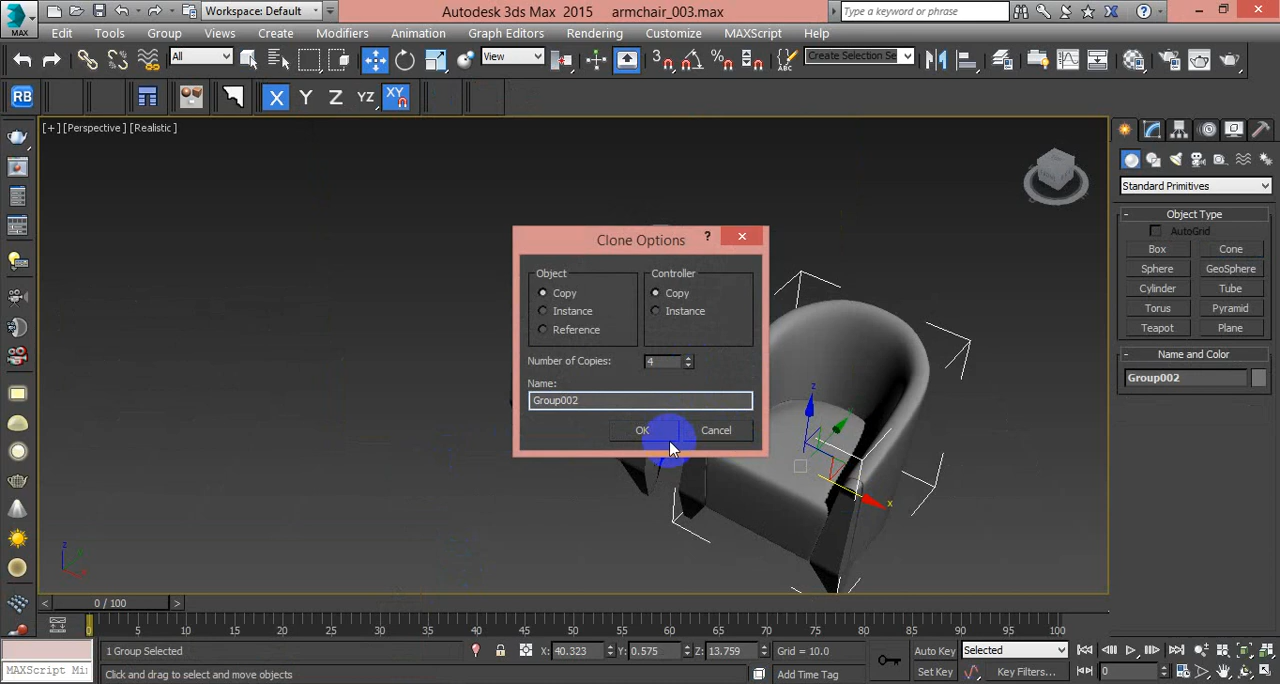 MAX
Workspace: Default
Autodesk 3ds Max 2015 armchair_003.max
Type a keyword or phrase
Edit Tools Group Views Create Modifiers Animation Graph Editors Rendering Customize MAXScript Help
All
View
Create Selection Se
RB
X Y Z YZ XY
[+] [Perspective] [Realistic]
Standard Primitives
- Object Type
AutoGrid
Box Cone
Sphere GeoSphere
Cylinder Tube
Torus Pyramid
Teapot Plane
- Name and Color
Group002
Clone Options ? ×
Object Controller
Copy Copy
Instance Instance
Reference
Number of Copies: 4
Name:
Group002
OK Cancel
z
x
z
< 0 / 100 >
0 5 10 15 20 25 30 35 40 45 50 55 60 65 70 75 80 85 90 95 100
1 Group Selected X: 40.323 Y: 0.575 Z: 13.759 Grid = 10.0 Auto Key Selected
MAXScript Mi Click and drag to select and move objects Add Time Tag Set Key Key Filters... 0